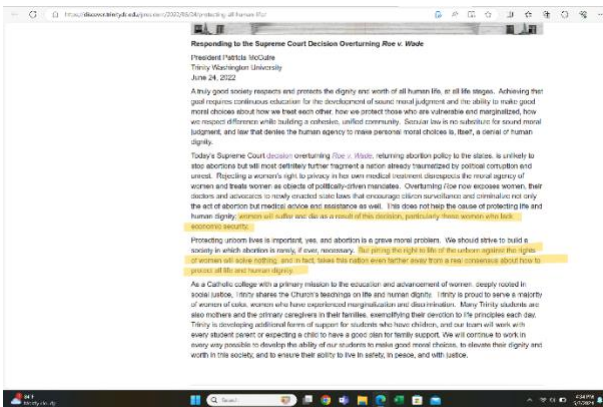 https://discover.trinitydc.edu/president/2022/06/24/protecting-all-human-life/
Responding to the Supreme Court Decision Overturning Roe v. Wade
President Patricia McGuire
Trinity Washington University
June 24, 2022
A truly good society respects and protects the dignity and worth of all human life, at all life stages. Achieving that
goal requires continuous education for the development of sound moral judgment and the ability to make good
moral choices about how we treat each other, how we protect those who are vulnerable and marginalized, how
we respect difference while building a cohesive, unified community. Secular law is no substitute for sound moral
judgment, and law that denies the human agency to make personal moral choices is, itself, a denial of human
dignity.
Today's Supreme Court decision overturning Roe v. Wade, returning abortion policy to the states, is unlikely to
stop abortions but will most definitely further fragment a nation already traumatized by political corruption and
unrest. Rejecting a woman's right to privacy in her own medical treatment disrespects the moral agency of
women and treats women as objects of politically-driven mandates. Overturning Roe now exposes women, their
doctors and advocates to newly enacted state laws that encourage citizen surveillance and criminalize not only
the act of abortion but medical advice and assistance as well. This does not help the cause of protecting life and
human dignity; women will suffer and die as a result of this decision, particularly those women who lack
economic security.
Protecting unborn lives is important, yes, and abortion is a grave moral problem. We should strive to build a
society in which abortion is rarely, if ever, necessary. But pitting the right to life of the unborn against the rights
of women will solve nothing, and in fact, takes this nation even farther away from a real consensus about how to
protect all life and human dignity.
As a Catholic college with a primary mission to the education and advancement of women, deeply rooted in
social justice, Trinity shares the Church's teachings on life and human dignity. Trinity is proud to serve a majority
of women of color, women who have experienced marginalization and discrimination. Many Trinity students are
also mothers and the primary caregivers in their families, exemplifying their devotion to life principles each day.
Trinity is developing additional forms of support for students who have children, and our team will work with
every student parent or expecting a child to have a good plan for family support. We will continue to work in
every way possible to develop the ability of our students to make good moral choices, to elevate their dignity and
worth in this society, and to ensure their ability to live in safety, in peace, and with justice.
84°F
Mostly cloudy
Search
4:34 PM